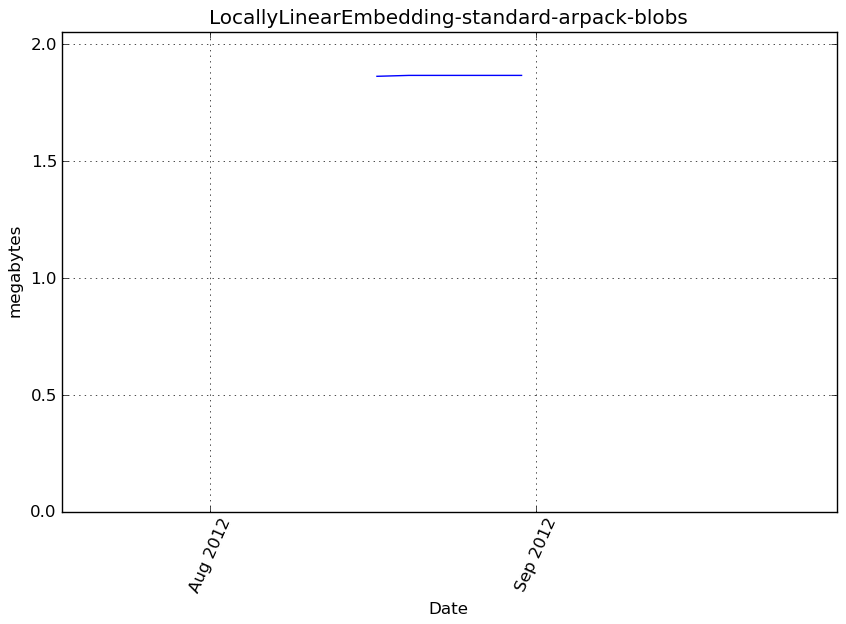 LocallyLinearEmbedding-standard-arpack-blobs
2.0
1.5
1.0
0.5
0.0
megabytes
Aug 2012
Sep 2012
Date